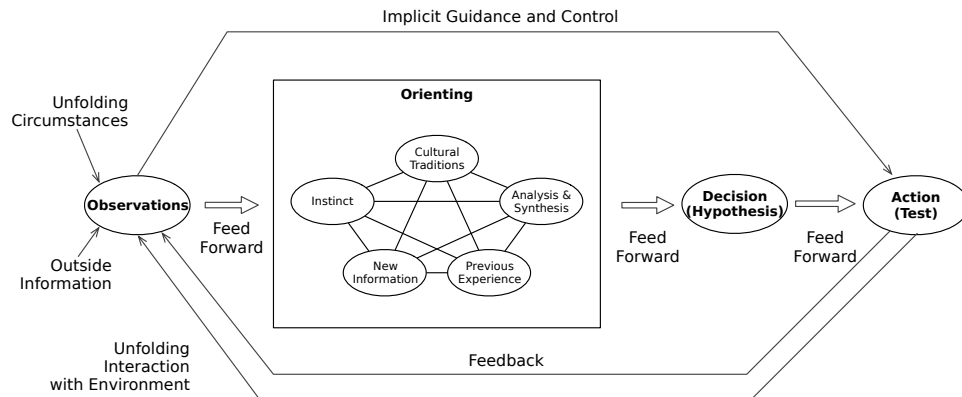 Implicit Guidance and Control
Orienting
Unfolding
Circumstances
Cultural
Traditions
Instinct
Analysis &
Synthesis
Observations
Decision
(Hypothesis)
Action
(Test)
Feed
Forward
Feed
Forward
Feed
Forward
Outside
Information
New
Information
Previous
Experience
Unfolding
Interaction
with Environment
Feedback